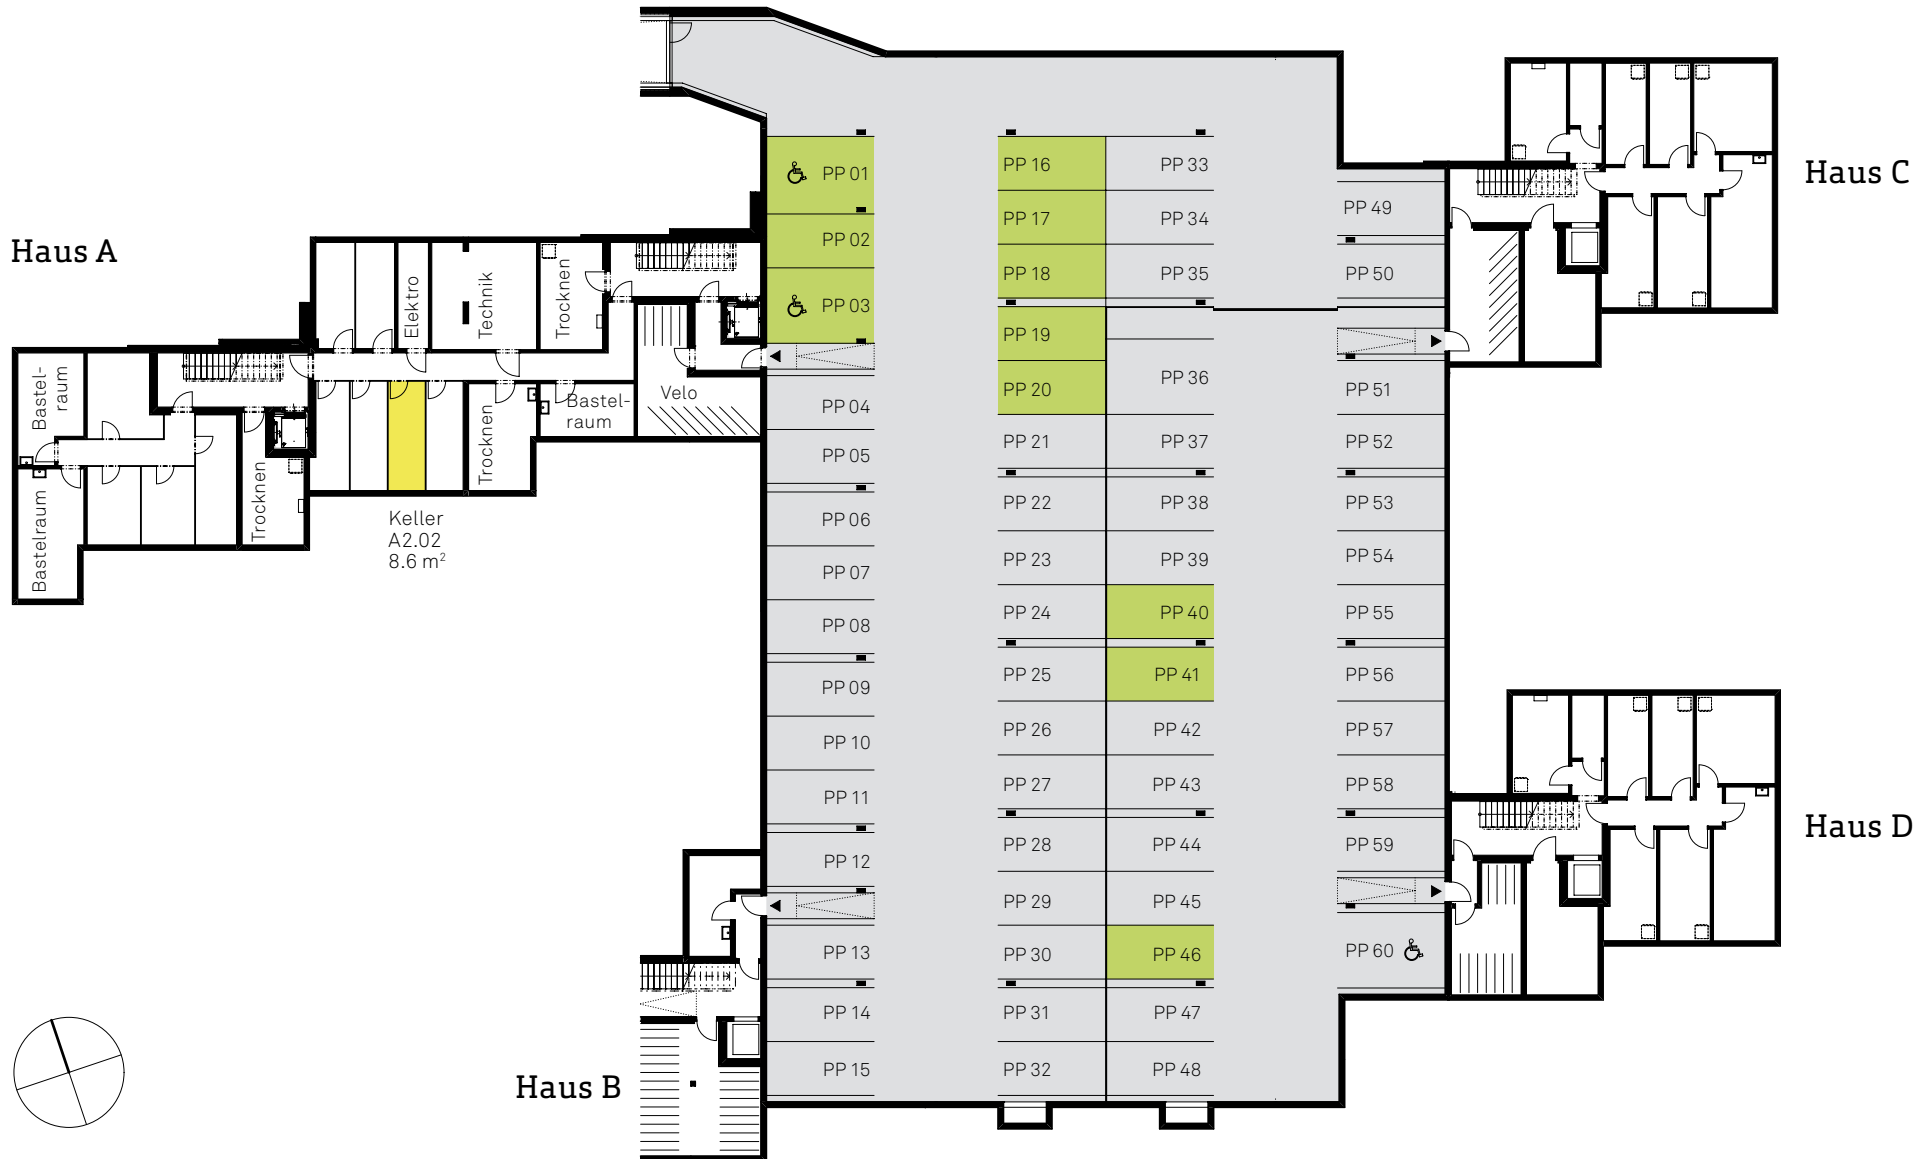 Haus A
Haus B
Haus C
Haus D
Bastel-
raum
Bastelraum
Trocknen
Elektro
Technik
Trocknen
Trocknen
Bastel-
raum
Velo
Keller
A2.02
8.6 m²
PP 01
PP 02
PP 03
PP 04
PP 05
PP 06
PP 07
PP 08
PP 09
PP 10
PP 11
PP 12
PP 13
PP 14
PP 15
PP 16
PP 17
PP 18
PP 19
PP 20
PP 21
PP 22
PP 23
PP 24
PP 25
PP 26
PP 27
PP 28
PP 29
PP 30
PP 31
PP 32
PP 33
PP 34
PP 35
PP 36
PP 37
PP 38
PP 39
PP 40
PP 41
PP 42
PP 43
PP 44
PP 45
PP 46
PP 47
PP 48
PP 49
PP 50
PP 51
PP 52
PP 53
PP 54
PP 55
PP 56
PP 57
PP 58
PP 59
PP 60